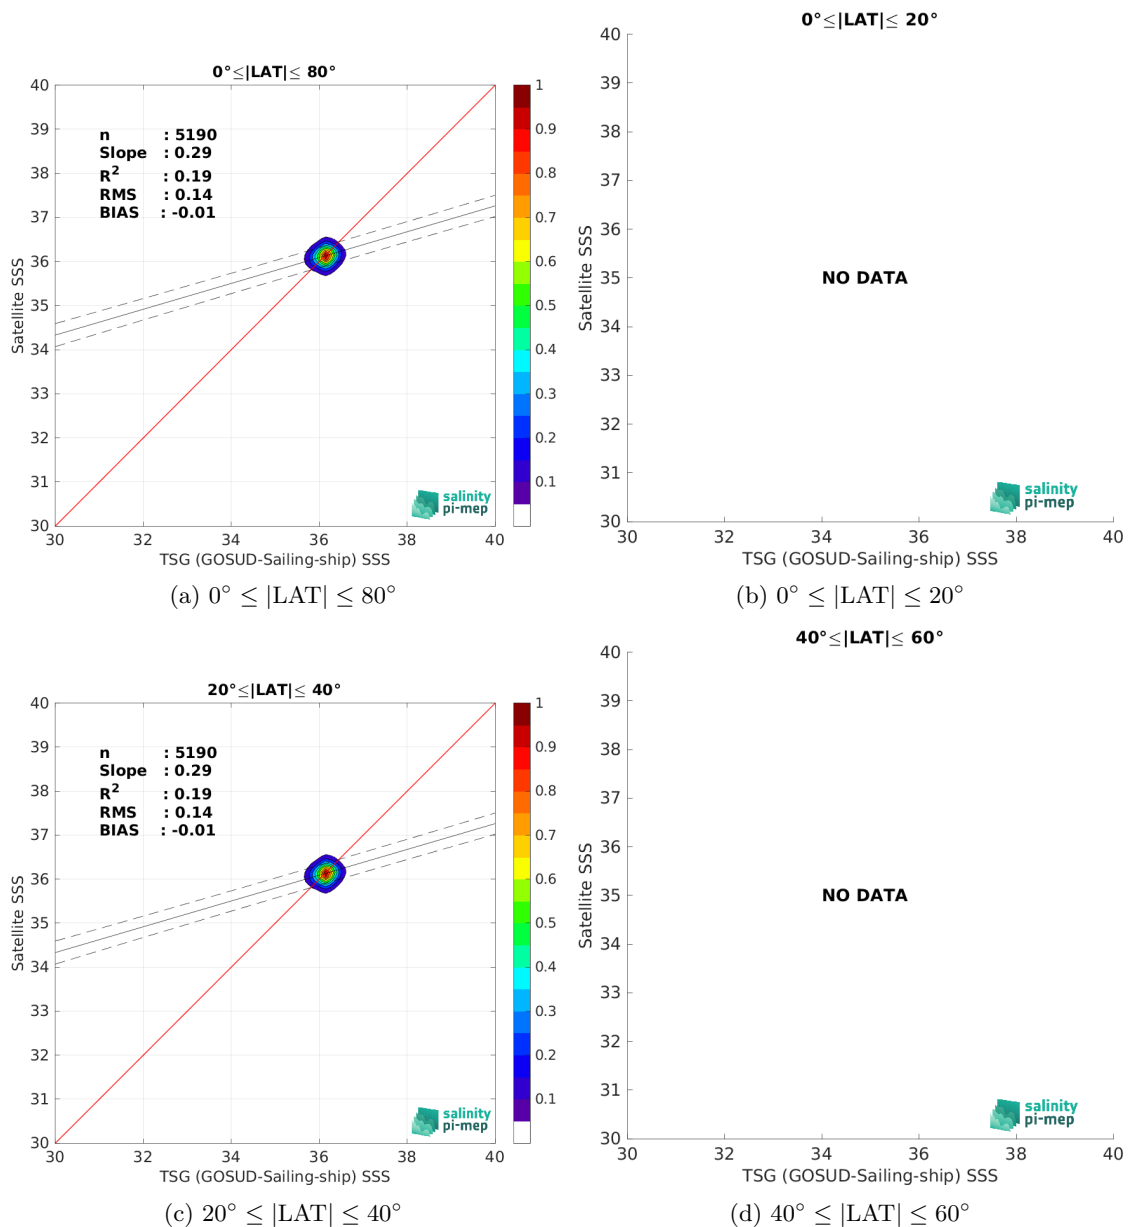 0°≤|LAT|≤ 80°
40
39
38
37
36
35
34
33
32
31
30
Satellite SSS
n : 5190
Slope : 0.29
R2 : 0.19
RMS : 0.14
BIAS : -0.01
salinity
pi-mep
30 32 34 36 38 40
TSG (GOSUD-Sailing-ship) SSS
1
0.9
0.8
0.7
0.6
0.5
0.4
0.3
0.2
0.1
(a) 0° ≤ |LAT| ≤ 80°
0°≤|LAT|≤ 20°
40
39
38
37
36
35
34
33
32
31
30
Satellite SSS
NO DATA
salinity
pi-mep
30 32 34 36 38 40
TSG (GOSUD-Sailing-ship) SSS
(b) 0° ≤ |LAT| ≤ 20°
20°≤|LAT|≤ 40°
40
39
38
37
36
35
34
33
32
31
30
Satellite SSS
n : 5190
Slope : 0.29
R2 : 0.19
RMS : 0.14
BIAS : -0.01
salinity
pi-mep
30 32 34 36 38 40
TSG (GOSUD-Sailing-ship) SSS
1
0.9
0.8
0.7
0.6
0.5
0.4
0.3
0.2
0.1
(c) 20° ≤ |LAT| ≤ 40°
40°≤|LAT|≤ 60°
40
39
38
37
36
35
34
33
32
31
30
Satellite SSS
NO DATA
salinity
pi-mep
30 32 34 36 38 40
TSG (GOSUD-Sailing-ship) SSS
(d) 40° ≤ |LAT| ≤ 60°